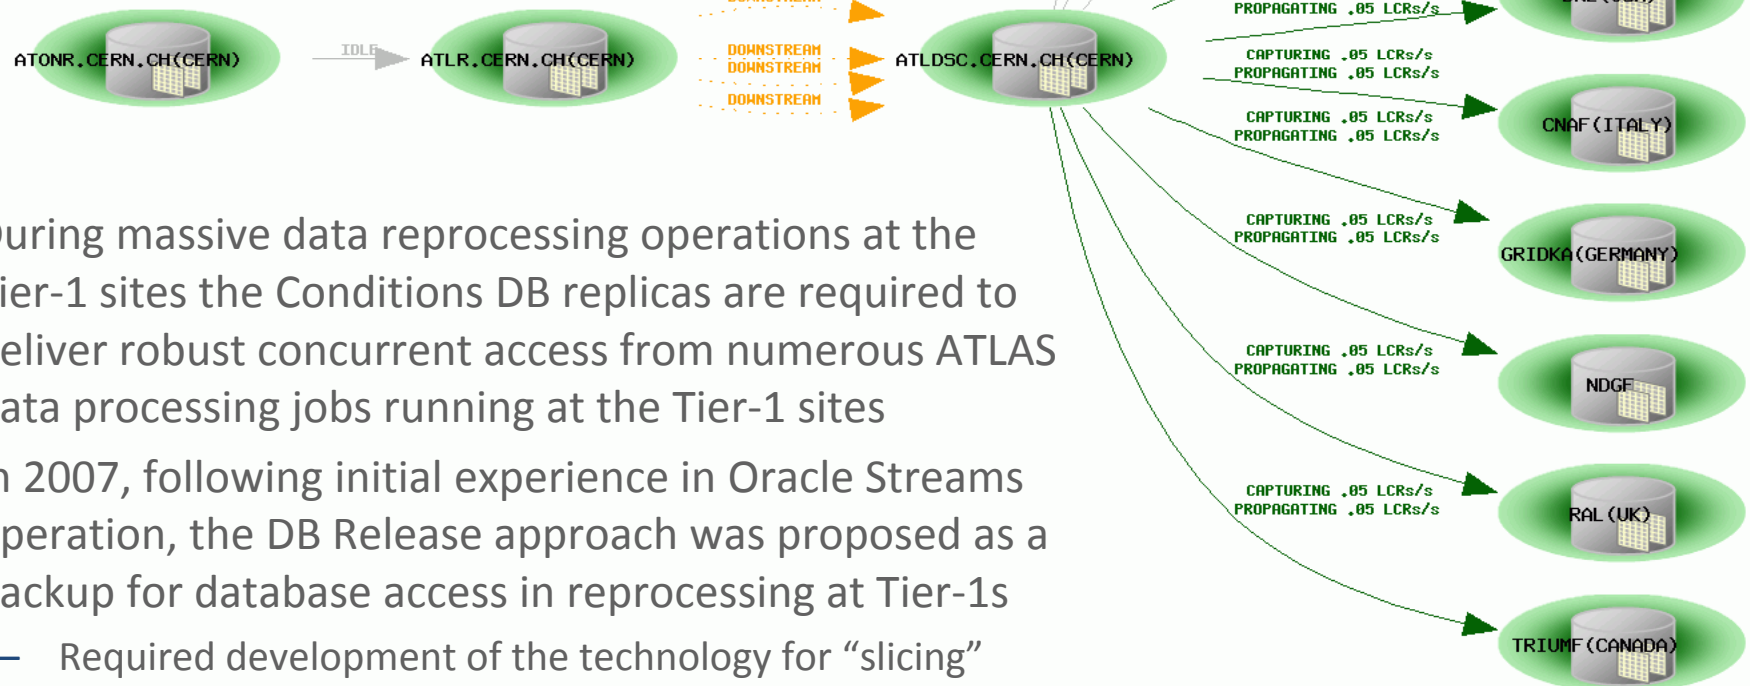 PROPAGATING .05 LCRs/s
ATONR.CERN.CH(CERN)
IDLE
ATLR.CERN.CH(CERN)
DOWNSTREAM
DOWNSTREAM
DOWNSTREAM
ATLDSC.CERN.CH(CERN)
CAPTURING .05 LCRs/s
PROPAGATING .05 LCRs/s
CAPTURING .05 LCRs/s
PROPAGATING .05 LCRs/s
CNAF(ITALY)
CAPTURING .05 LCRs/s
PROPAGATING .05 LCRs/s
GRIDKA(GERMANY)
CAPTURING .05 LCRs/s
PROPAGATING .05 LCRs/s
NDGF
CAPTURING .05 LCRs/s
PROPAGATING .05 LCRs/s
RAL(UK)
TRIUMF(CANADA)
uring massive data reprocessing operations at the
ier-1 sites the Conditions DB replicas are required to
eliver robust concurrent access from numerous ATLAS
ata processing jobs running at the Tier-1 sites
n 2007, following initial experience in Oracle Streams
peration, the DB Release approach was proposed as a
ackup for database access in reprocessing at Tier-1s
– Required development of the technology for “slicing”